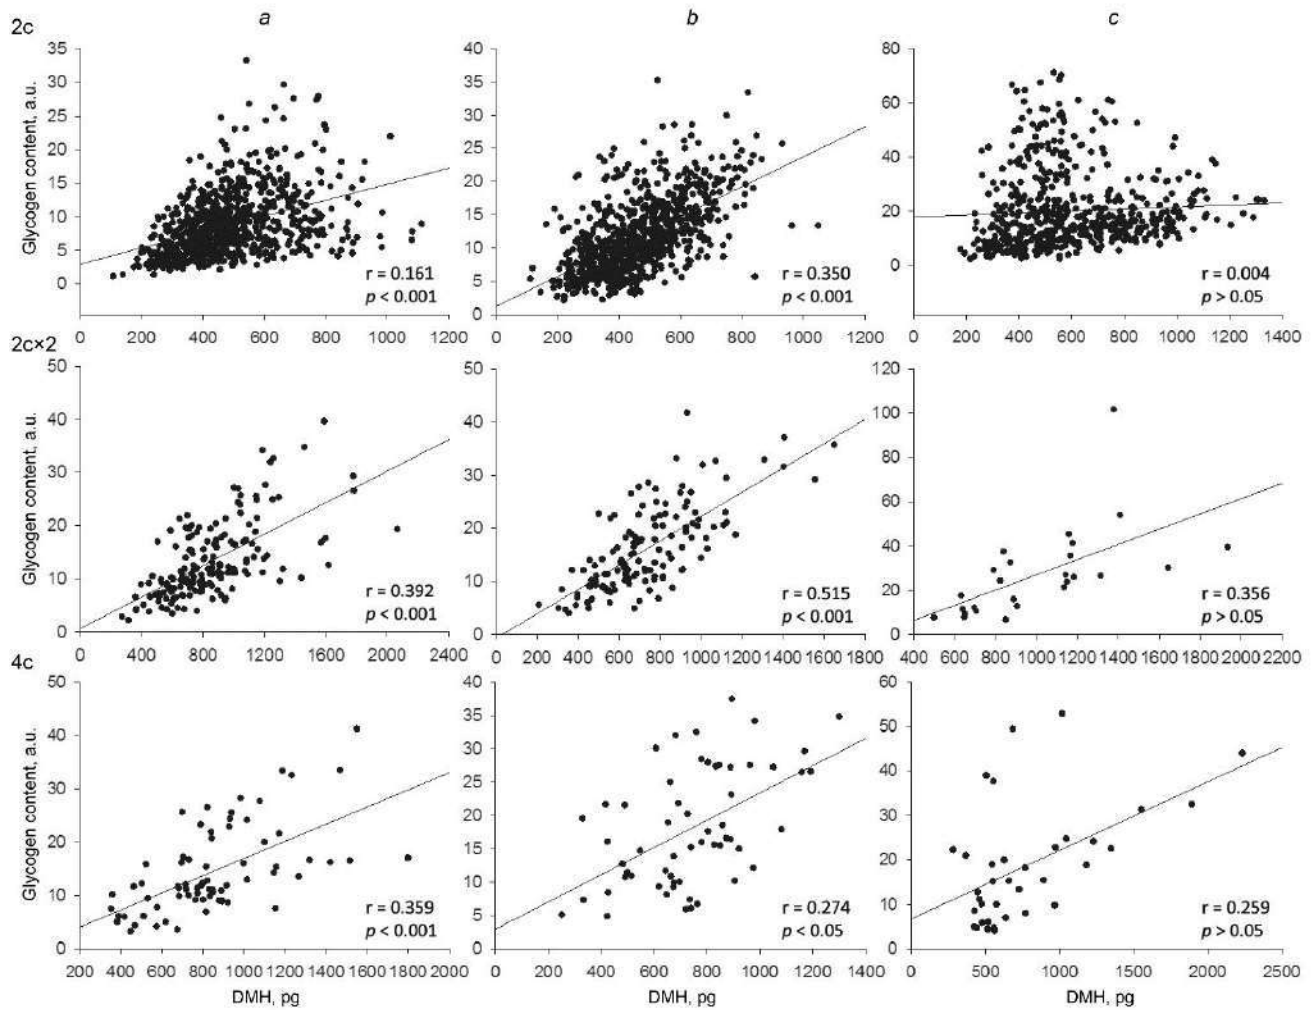 a b c
2c
Glycogen content, a.u.
35 30 25 20 15 10 5 0
0 200 400 600 800 1000 1200
r = 0.161
p < 0.001
40 35 30 25 20 15 10 5 0
0 200 400 600 800 1000 1200
r = 0.350
p < 0.001
80 60 40 20 0
0 200 400 600 800 1000 1200 1400
r = 0.004
p > 0.05
2c×2
Glycogen content, a.u.
50 40 30 20 10 0
0 400 800 1200 1600 2000 2400
r = 0.392
p < 0.001
50 40 30 20 10 0
0 200 400 600 800 1000 1200 1400 1600 1800
r = 0.515
p < 0.001
120 100 80 60 40 20 0
400 600 800 1000 1200 1400 1600 1800 2000 2200
r = 0.356
p > 0.05
4c
Glycogen content, a.u.
50 40 30 20 10 0
200 400 600 800 1000 1200 1400 1600 1800 2000
r = 0.359
p < 0.001
DMH, pg
40 35 30 25 20 15 10 5 0
0 200 400 600 800 1000 1200 1400
r = 0.274
p < 0.05
DMH, pg
60 50 40 30 20 10 0
0 500 1000 1500 2000 2500
r = 0.259
p > 0.05
DMH, pg